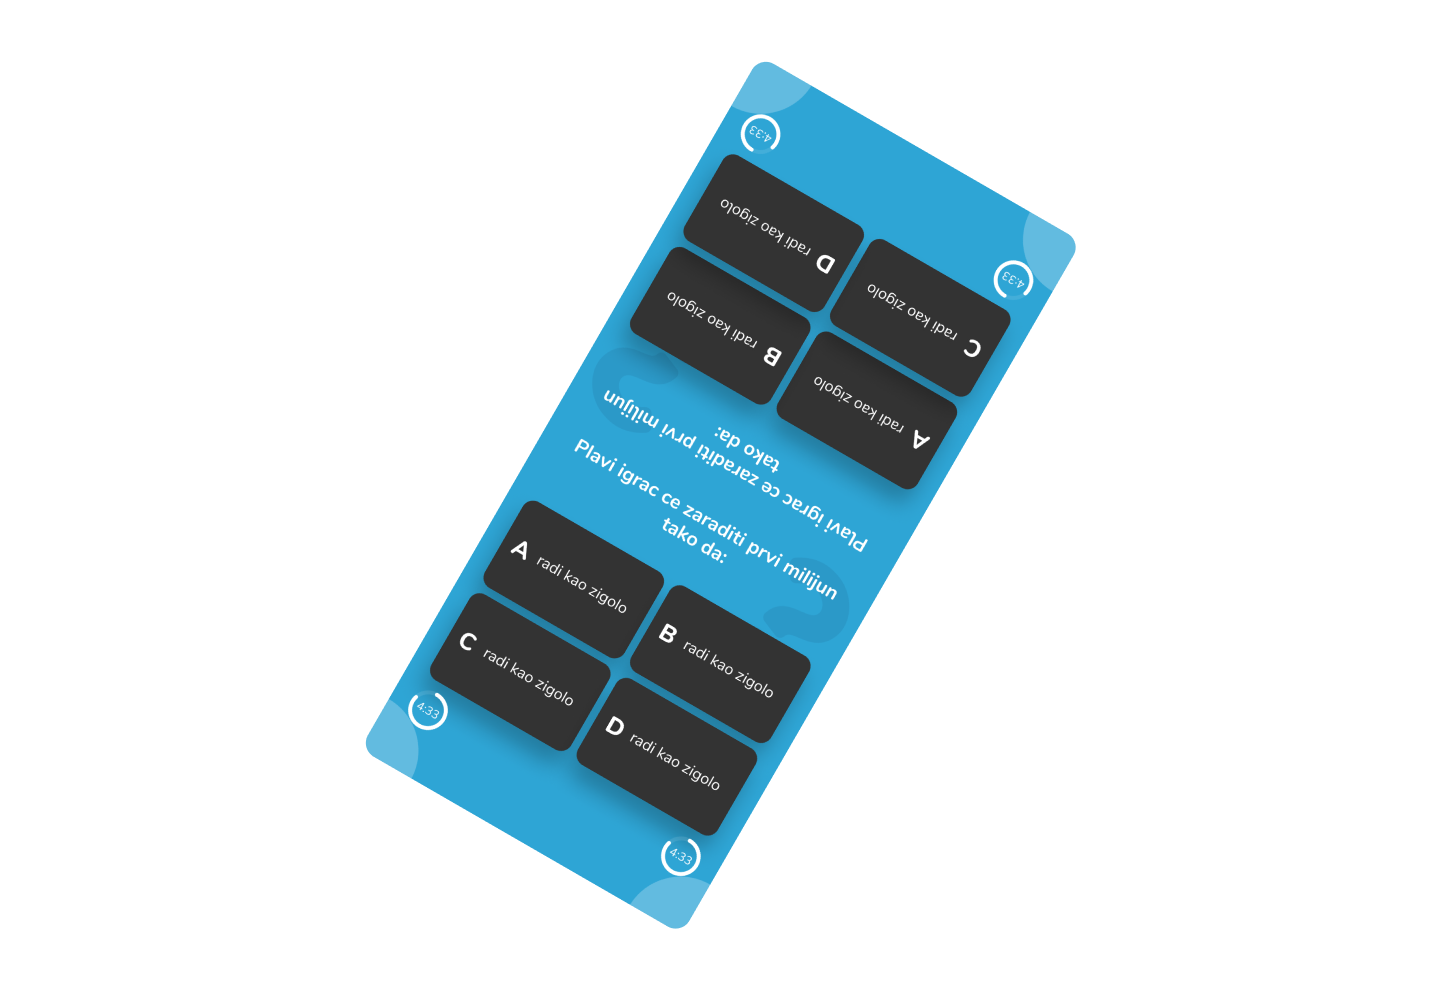 4:33
4:33
D radi kao zigolo
C radi kao zigolo
B radi kao zigolo
A radi kao zigolo
Plavi igrac ce zaraditi prvi milijun
tako da:
Plavi igrac ce zaraditi prvi milijun
tako da:
A radi kao zigolo
B radi kao zigolo
C radi kao zigolo
D radi kao zigolo
4:33
4:33